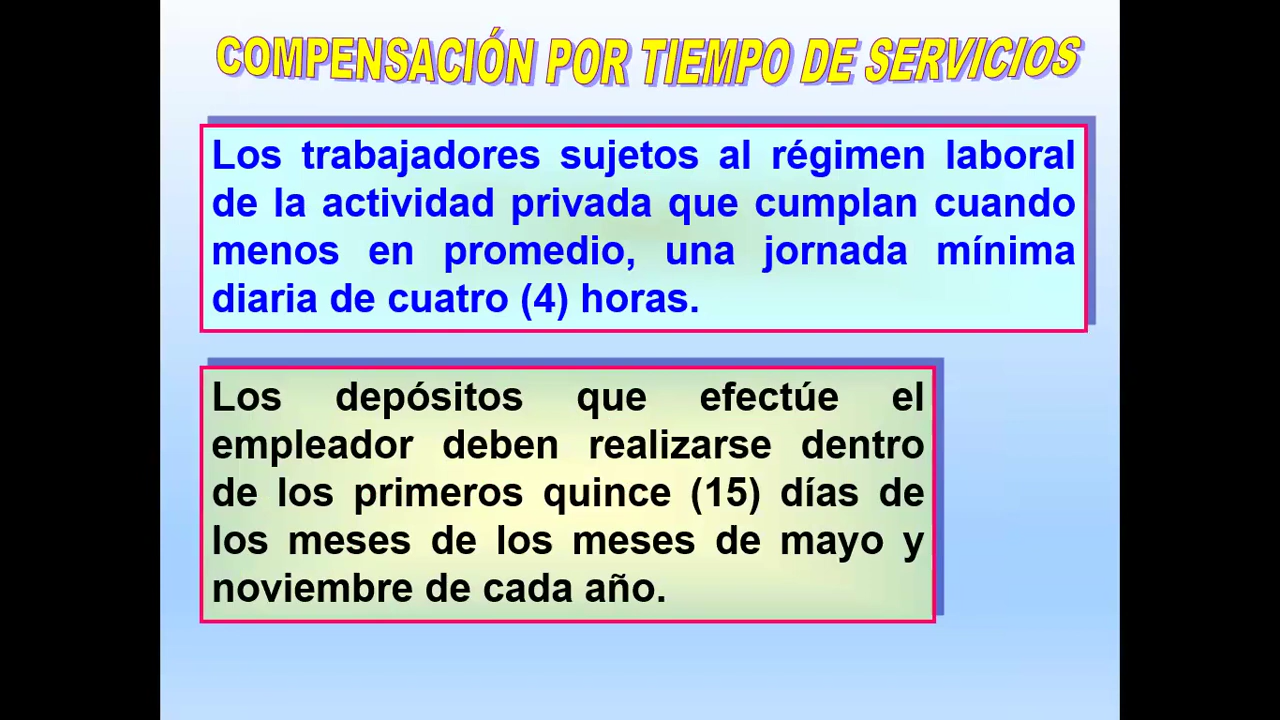 COMPENSACIÓN POR TIEMPO DE SERVICIOS
Los trabajadores sujetos al régimen laboral
de la actividad privada que cumplan cuando
menos en promedio, una jornada mínima
diaria de cuatro (4) horas.
Los depósitos que efectúe el
empleador deben realizarse dentro
de los primeros quince (15) días de
los meses de los meses de mayo y
noviembre de cada año.